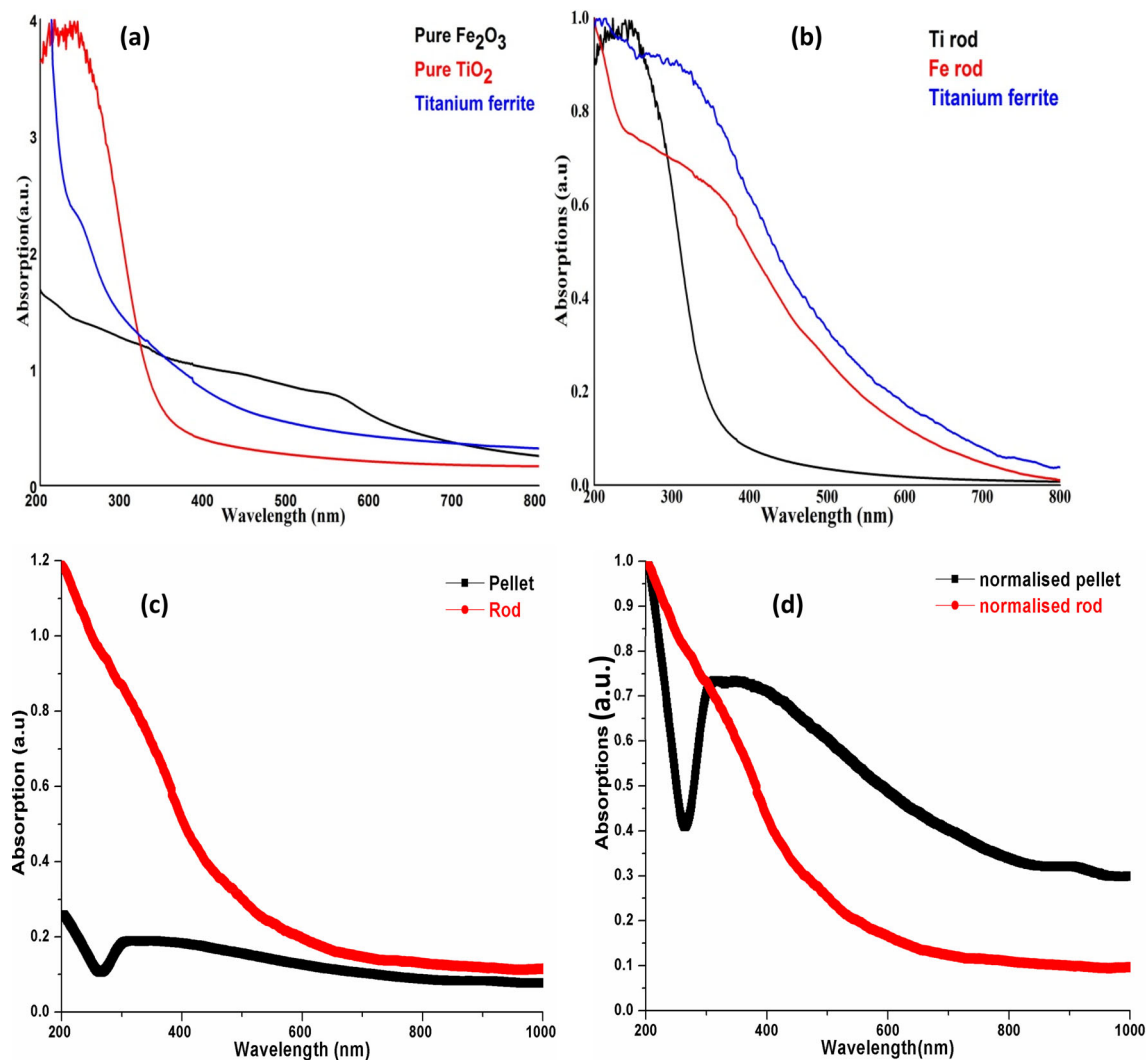 (a)
Pure Fe₂O₃
Pure TiO₂
Titanium ferrite
Absorption(a.u.)
4
3
2
1
0
200
300
400
500
600
700
800
Wavelength (nm)
(b)
Ti rod
Fe rod
Titanium ferrite
Absorptions (a.u)
1.0
0.8
0.6
0.4
0.2
0.0
200
300
400
500
600
700
800
Wavelength (nm)
(c)
Pellet
Rod
Absorption (a.u)
1.2
1.0
0.8
0.6
0.4
0.2
0.0
200
400
600
800
1000
Wavelength (nm)
(d)
normalised pellet
normalised rod
Absorptions (a.u.)
1.0
0.9
0.8
0.7
0.6
0.5
0.4
0.3
0.2
0.1
0.0
200
400
600
800
1000
Wavelength(nm)